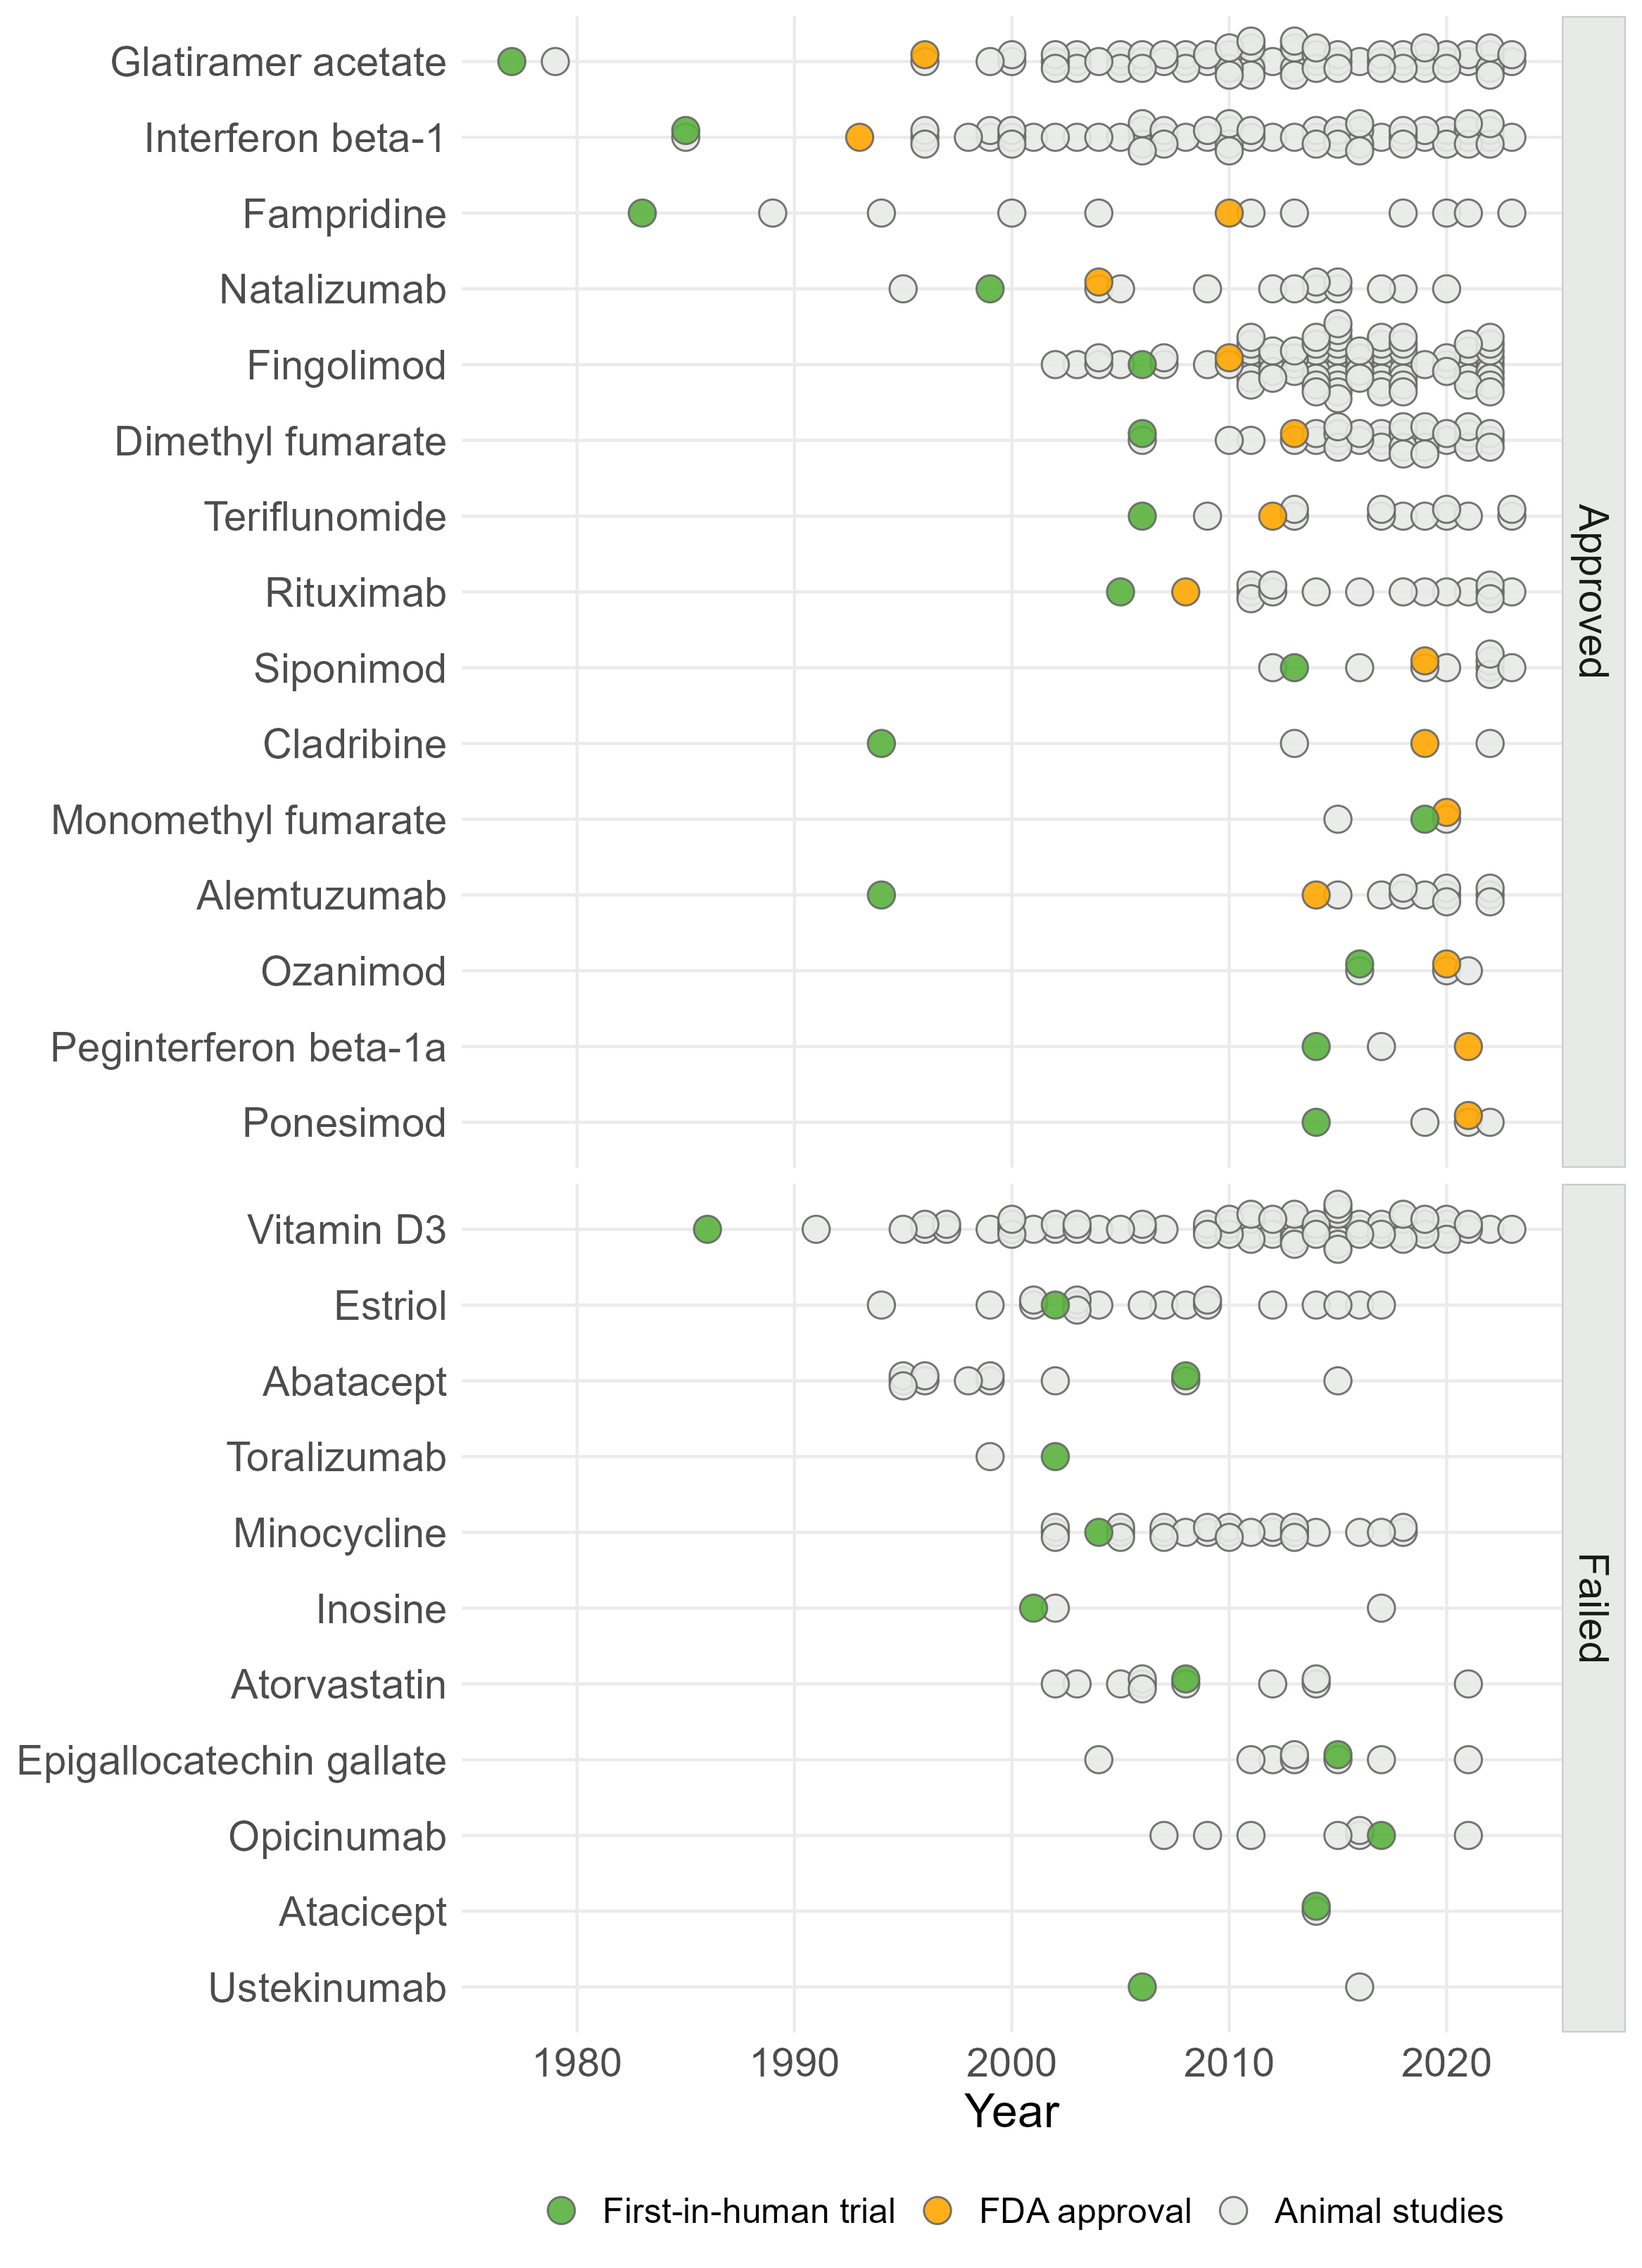 Glatiramer acetate
Interferon beta-1
Fampridine
Natalizumab
Fingolimod
Dimethyl fumarate
Teriflunomide
Rituximab
Siponimod
Cladribine
Monomethyl fumarate
Alemtuzumab
Ozanimod
Peginterferon beta-1a
Ponesimod
Approved
Vitamin D3
Estriol
Abatacept
Toralizumab
Minocycline
Inosine
Atorvastatin
Epigallocatechin gallate
Opicinumab
Atacicept
Ustekinumab
Failed
1980 1990 2000 2010 2020
Year
First-in-human trial FDA approval Animal studies